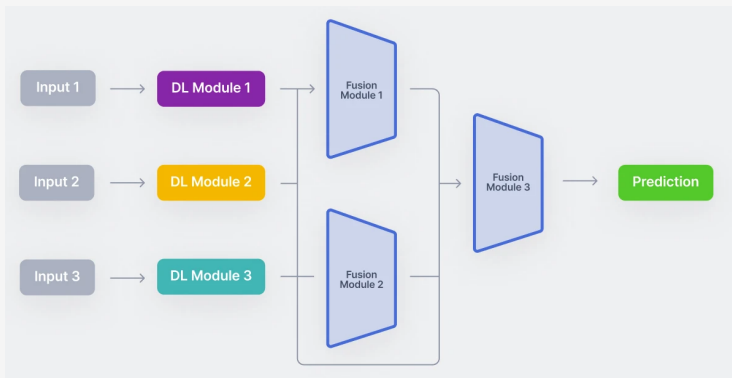 Input 1
DL Module 1
Fusion
Module 1
Input 2
DL Module 2
Fusion
Module 3
Prediction
Input 3
DL Module 3
Fusion
Module 2